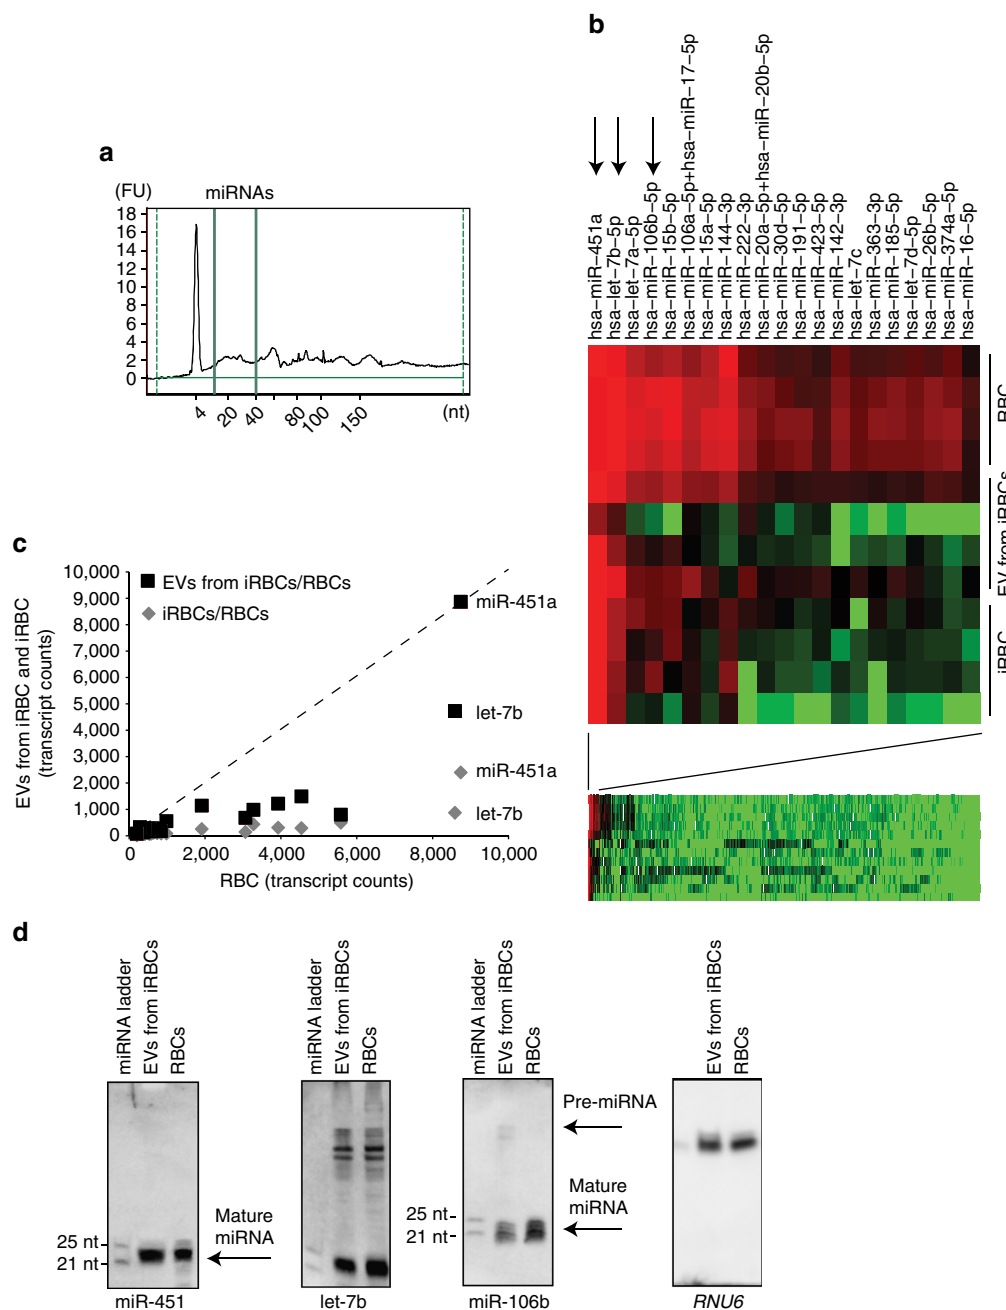 a
(FU)
miRNAs
18
16
14
12
10
8
6
4
2
0
4
20
40
80
100
150
(nt)
b
hsa–miR–451a
hsa–let–7b–5p
hsa–let–7a–5p
hsa–miR–106b–5p
hsa–miR–15b–5p
hsa–miR–106a–5p+hsa–miR–17–5p
hsa–miR–15a–5p
hsa–miR–144–3p
hsa–miR–222–3p
hsa–miR–20a–5p+hsa–miR–20b–5p
hsa–miR–30d–5p
hsa–miR–191–5p
hsa–miR–423–5p
hsa–miR–142–3p
hsa–let–7c
hsa–miR–363–3p
hsa–miR–185–5p
hsa–let–7d–5p
hsa–miR–26b–5p
hsa–miR–374a–5p
hsa–miR–16–5p
RBC
EV from iRBCs
iRBC
c
EVs from iRBC and iRBC
(transcript counts)
10,000
9,000
8,000
7,000
6,000
5,000
4,000
3,000
2,000
1,000
0
EVs from iRBCs/RBCs
iRBCs/RBCs
miR-451a
let-7b
miR-451a
let-7b
0
2,000
4,000
6,000
8,000
10,000
RBC (transcript counts)
d
miRNA ladder
EVs from iRBCs
RBCs
25 nt
21 nt
Mature
miRNA
miR-451
miRNA ladder
EVs from iRBCs
RBCs
let-7b
miRNA ladder
EVs from iRBCs
RBCs
Pre-miRNA
25 nt
21 nt
Mature
miRNA
miR-106b
EVs from iRBCs
RBCs
RNU6